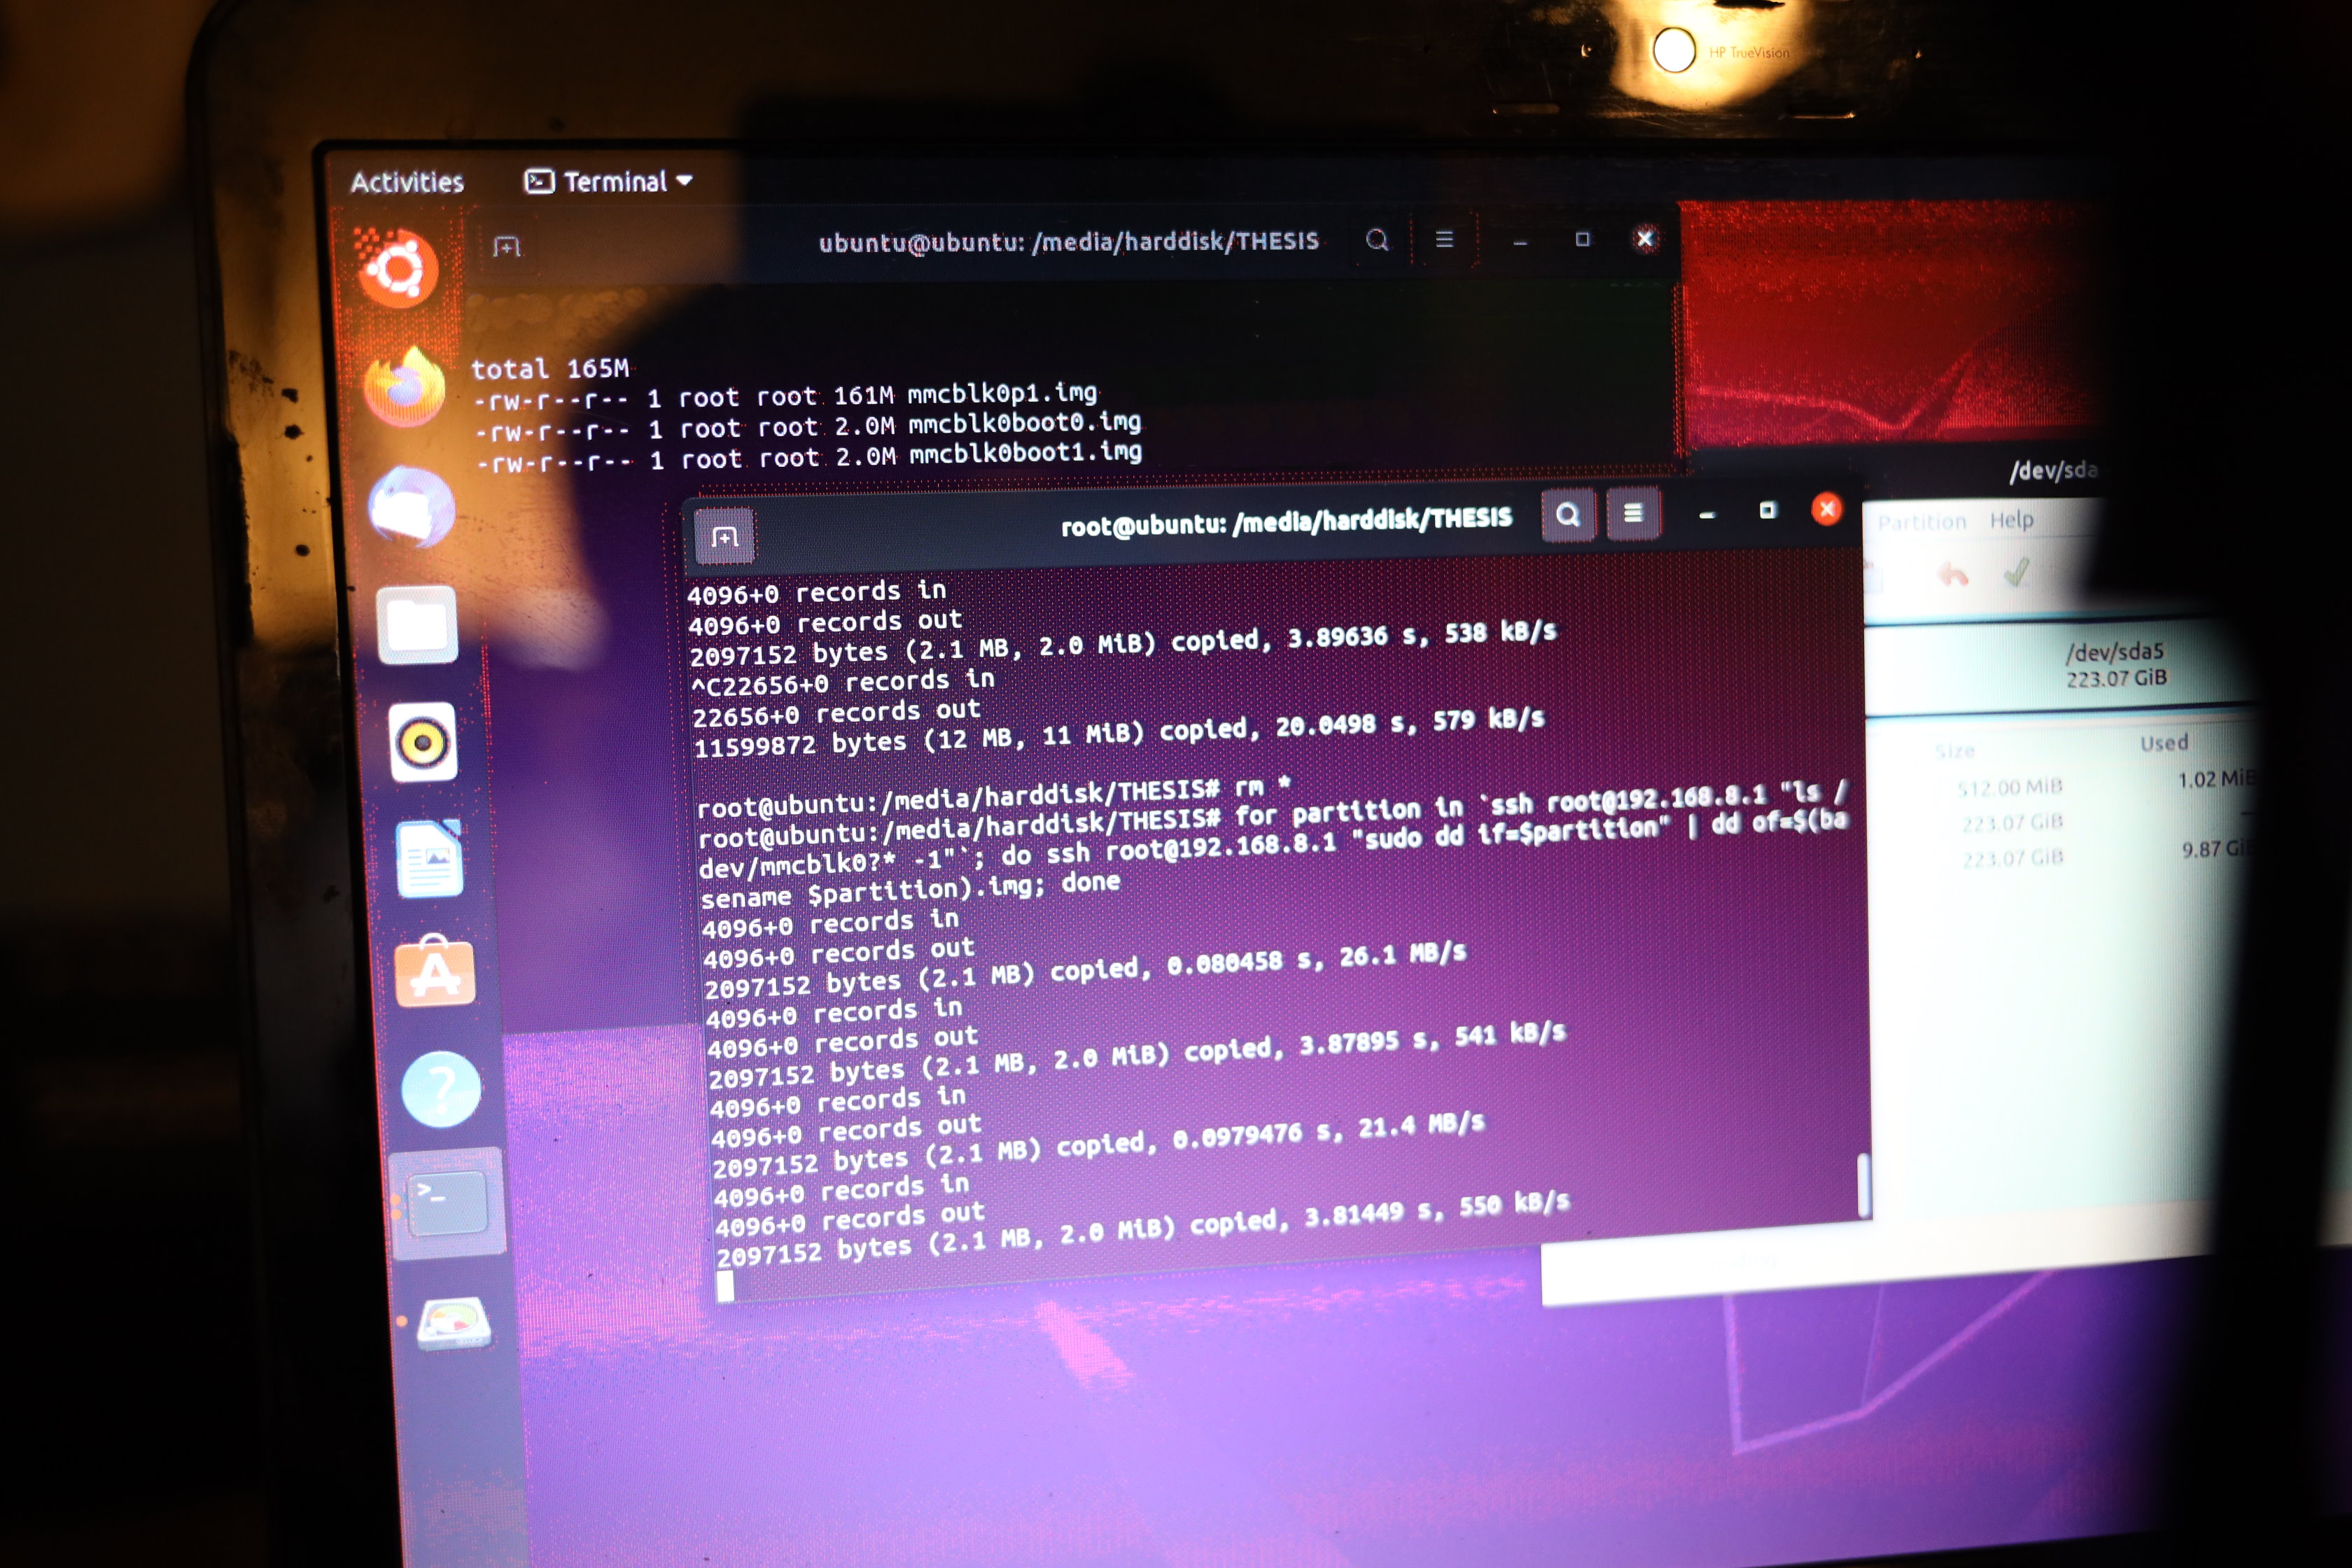 HP TrueVision
Activities
Terminal
ubuntu@ubuntu: /media/harddisk/THESIS
total 165M
-rw-r--r-- 1 root root 161M mmcblk0p1.img
-rw-r--r-- 1 root root 2.0M mmcblk0boot0.img
-rw-r--r-- 1 root root 2.0M mmcblk0boot1.img
root@ubuntu: /media/harddisk/THESIS
4096+0 records in
4096+0 records out
2097152 bytes (2.1 MB, 2.0 MiB) copied, 3.89636 s, 538 kB/s
^C22656+0 records in
22656+0 records out
11599872 bytes (12 MB, 11 MiB) copied, 20.0498 s, 579 kB/s
root@ubuntu:/media/harddisk/THESIS# rm *
root@ubuntu:/media/harddisk/THESIS# for partition in `ssh root@192.168.8.1 "ls /
dev/mmcblk0?* -1"`; do ssh root@192.168.8.1 "sudo dd if=$partition" | dd of=$(ba
sename $partition).img; done
4096+0 records in
4096+0 records out
2097152 bytes (2.1 MB) copied, 0.080458 s, 26.1 MB/s
4096+0 records in
4096+0 records out
2097152 bytes (2.1 MB, 2.0 MiB) copied, 3.87895 s, 541 kB/s
4096+0 records in
4096+0 records out
2097152 bytes (2.1 MB) copied, 0.0979476 s, 21.4 MB/s
4096+0 records in
4096+0 records out
2097152 bytes (2.1 MB, 2.0 MiB) copied, 3.81449 s, 550 kB/s
/dev/sda
Partition Help
/dev/sda5
223.07 GiB
Size Used
512.00 MiB 1.02 MiB
223.07 GiB
223.07 GiB 9.87 Gi